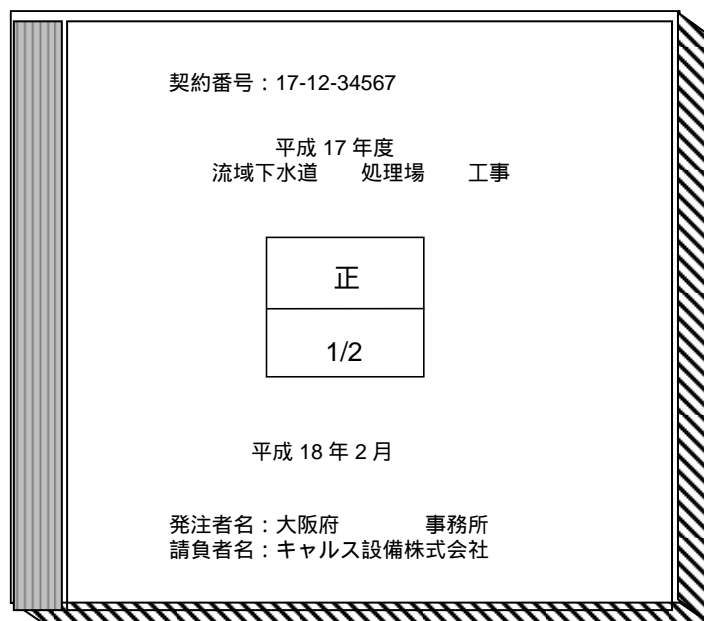 契約番号：17-12-34567
平成 17 年度
流域下水道　　処理場　　工事
正
1/2
平成 18 年 2 月
発注者名：大阪府　　　　事務所
請負者名：キャルス設備株式会社